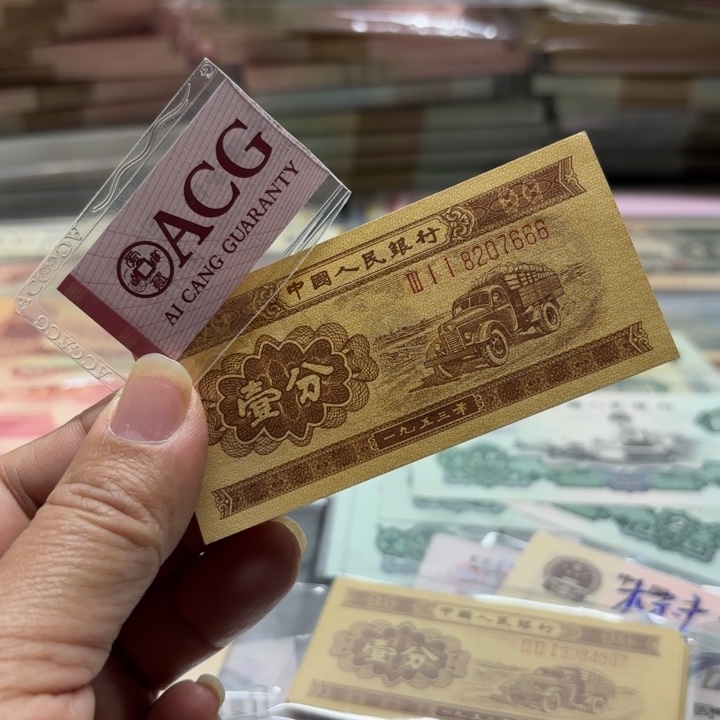 ACG
AI CANG GUARANTY
中國人民銀行
III I I 8207666
壹分
一九五三年
中國人民銀行
壹分